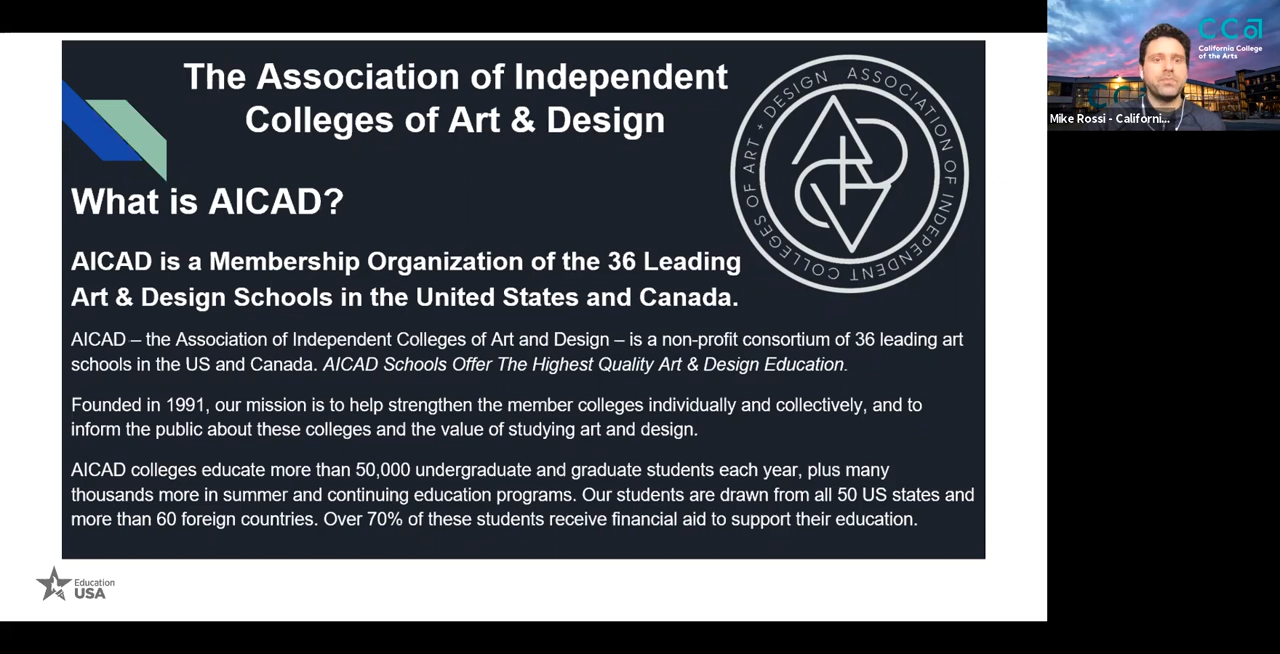 The Association of Independent
Colleges of Art & Design
ASSOCIATION OF INDEPENDENT COLLEGES OF ART + DESIGN
What is AICAD?
AICAD is a Membership Organization of the 36 Leading
Art & Design Schools in the United States and Canada.
AICAD – the Association of Independent Colleges of Art and Design – is a non-profit consortium of 36 leading art
schools in the US and Canada. AICAD Schools Offer The Highest Quality Art & Design Education.
Founded in 1991, our mission is to help strengthen the member colleges individually and collectively, and to
inform the public about these colleges and the value of studying art and design.
AICAD colleges educate more than 50,000 undergraduate and graduate students each year, plus many
thousands more in summer and continuing education programs. Our students are drawn from all 50 US states and
more than 60 foreign countries. Over 70% of these students receive financial aid to support their education.
Education
USA
CCa
California College
of the Arts
Mike Rossi - Californi...